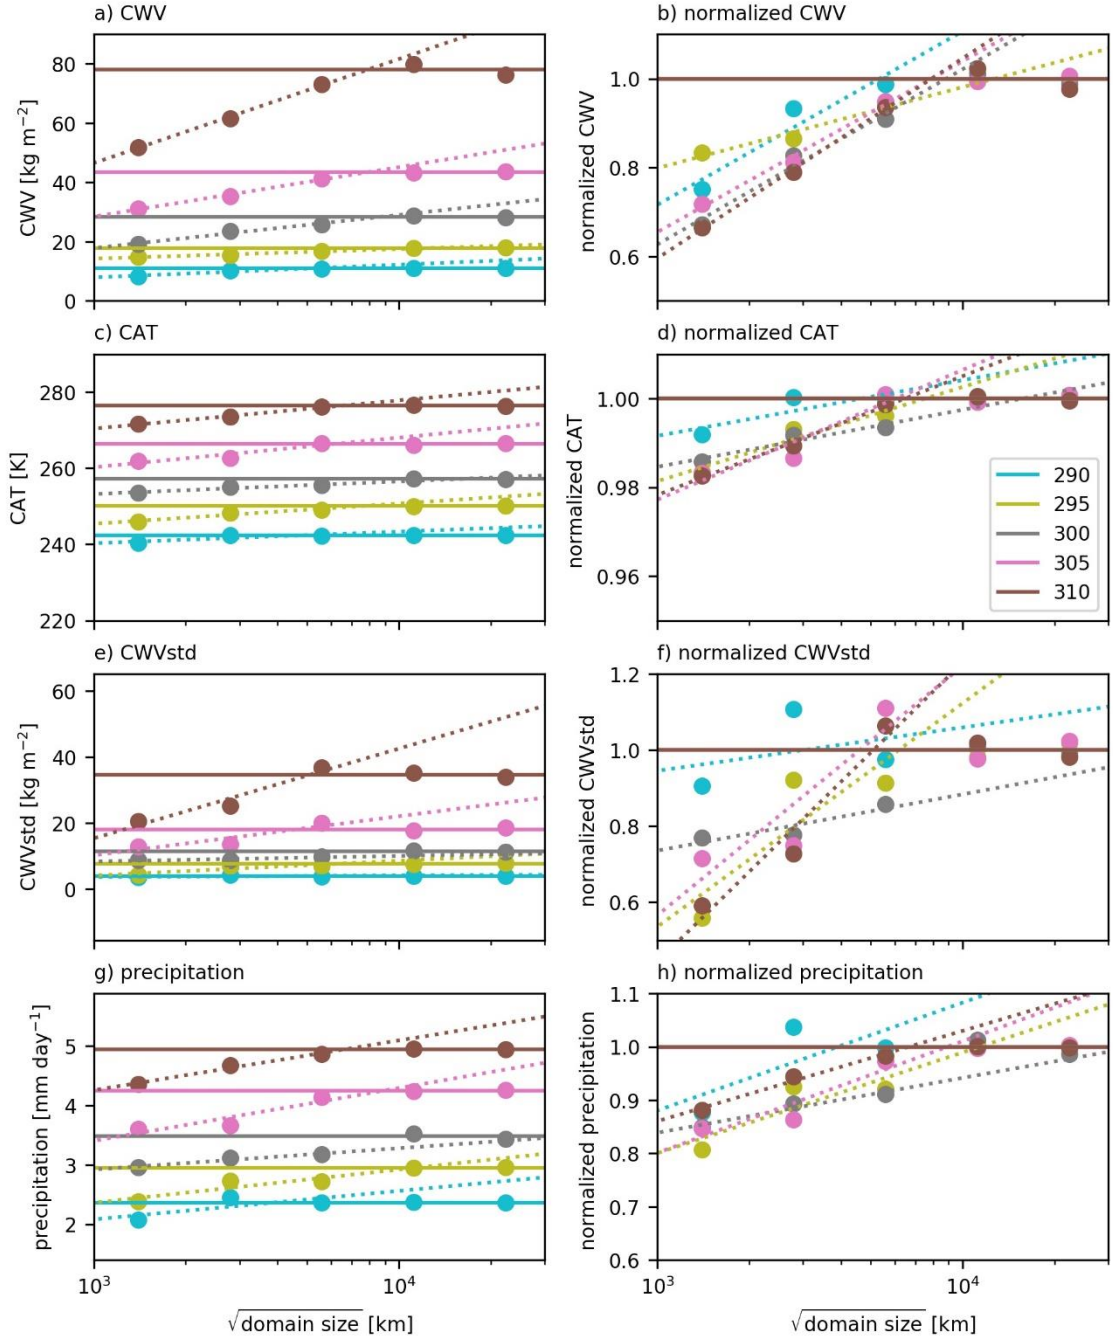 a) CWV
b) normalized CWV
CWV [kg m⁻²]
80
60
40
20
0
normalized CWV
1.0
0.8
0.6
c) CAT
d) normalized CAT
CAT [K]
280
260
240
220
normalized CAT
1.00
0.98
0.96
290
295
300
305
310
e) CWVstd
f) normalized CWVstd
CWVstd [kg m⁻²]
60
40
20
0
normalized CWVstd
1.2
1.0
0.8
0.6
g) precipitation
h) normalized precipitation
precipitation [mm day⁻¹]
5
4
3
2
10³
10⁴
√domain size [km]
normalized precipitation
1.1
1.0
0.9
0.8
0.7
0.6
10³
10⁴
√domain size [km]